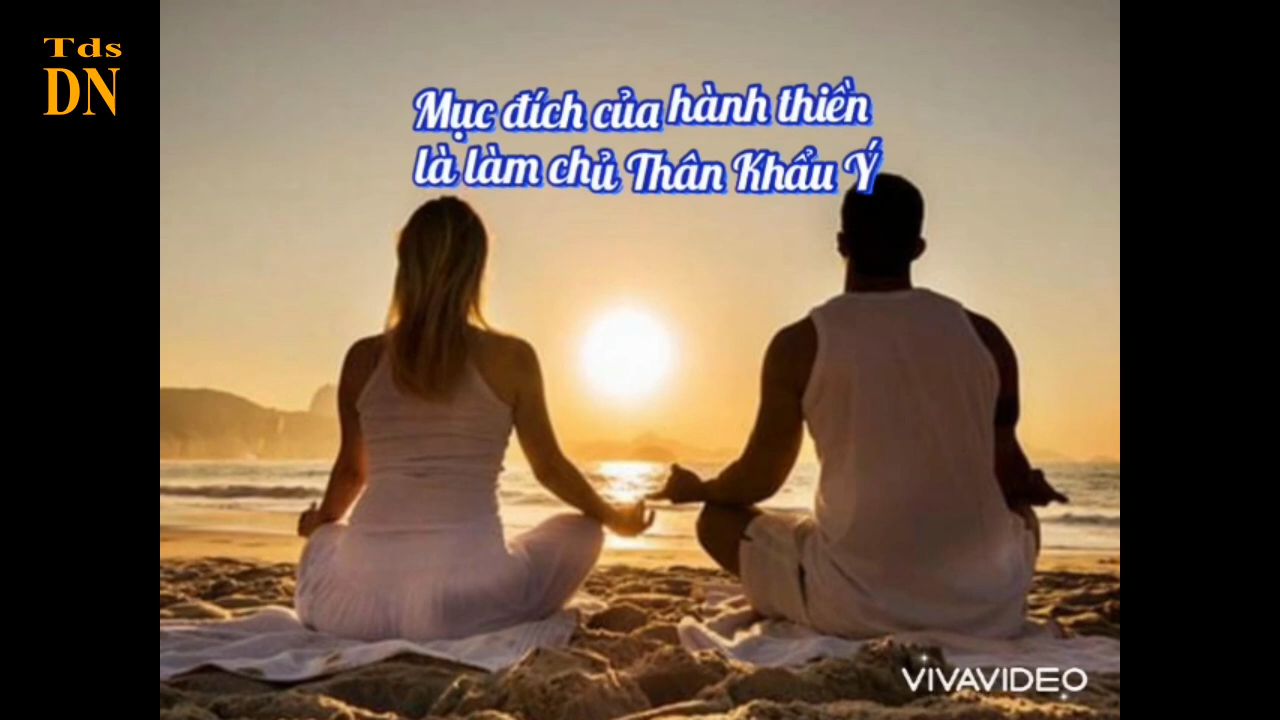 Tds
DN
Mục đích của hành thiền
là làm chủ Thân Khẩu Ý
VIVAVIDEO